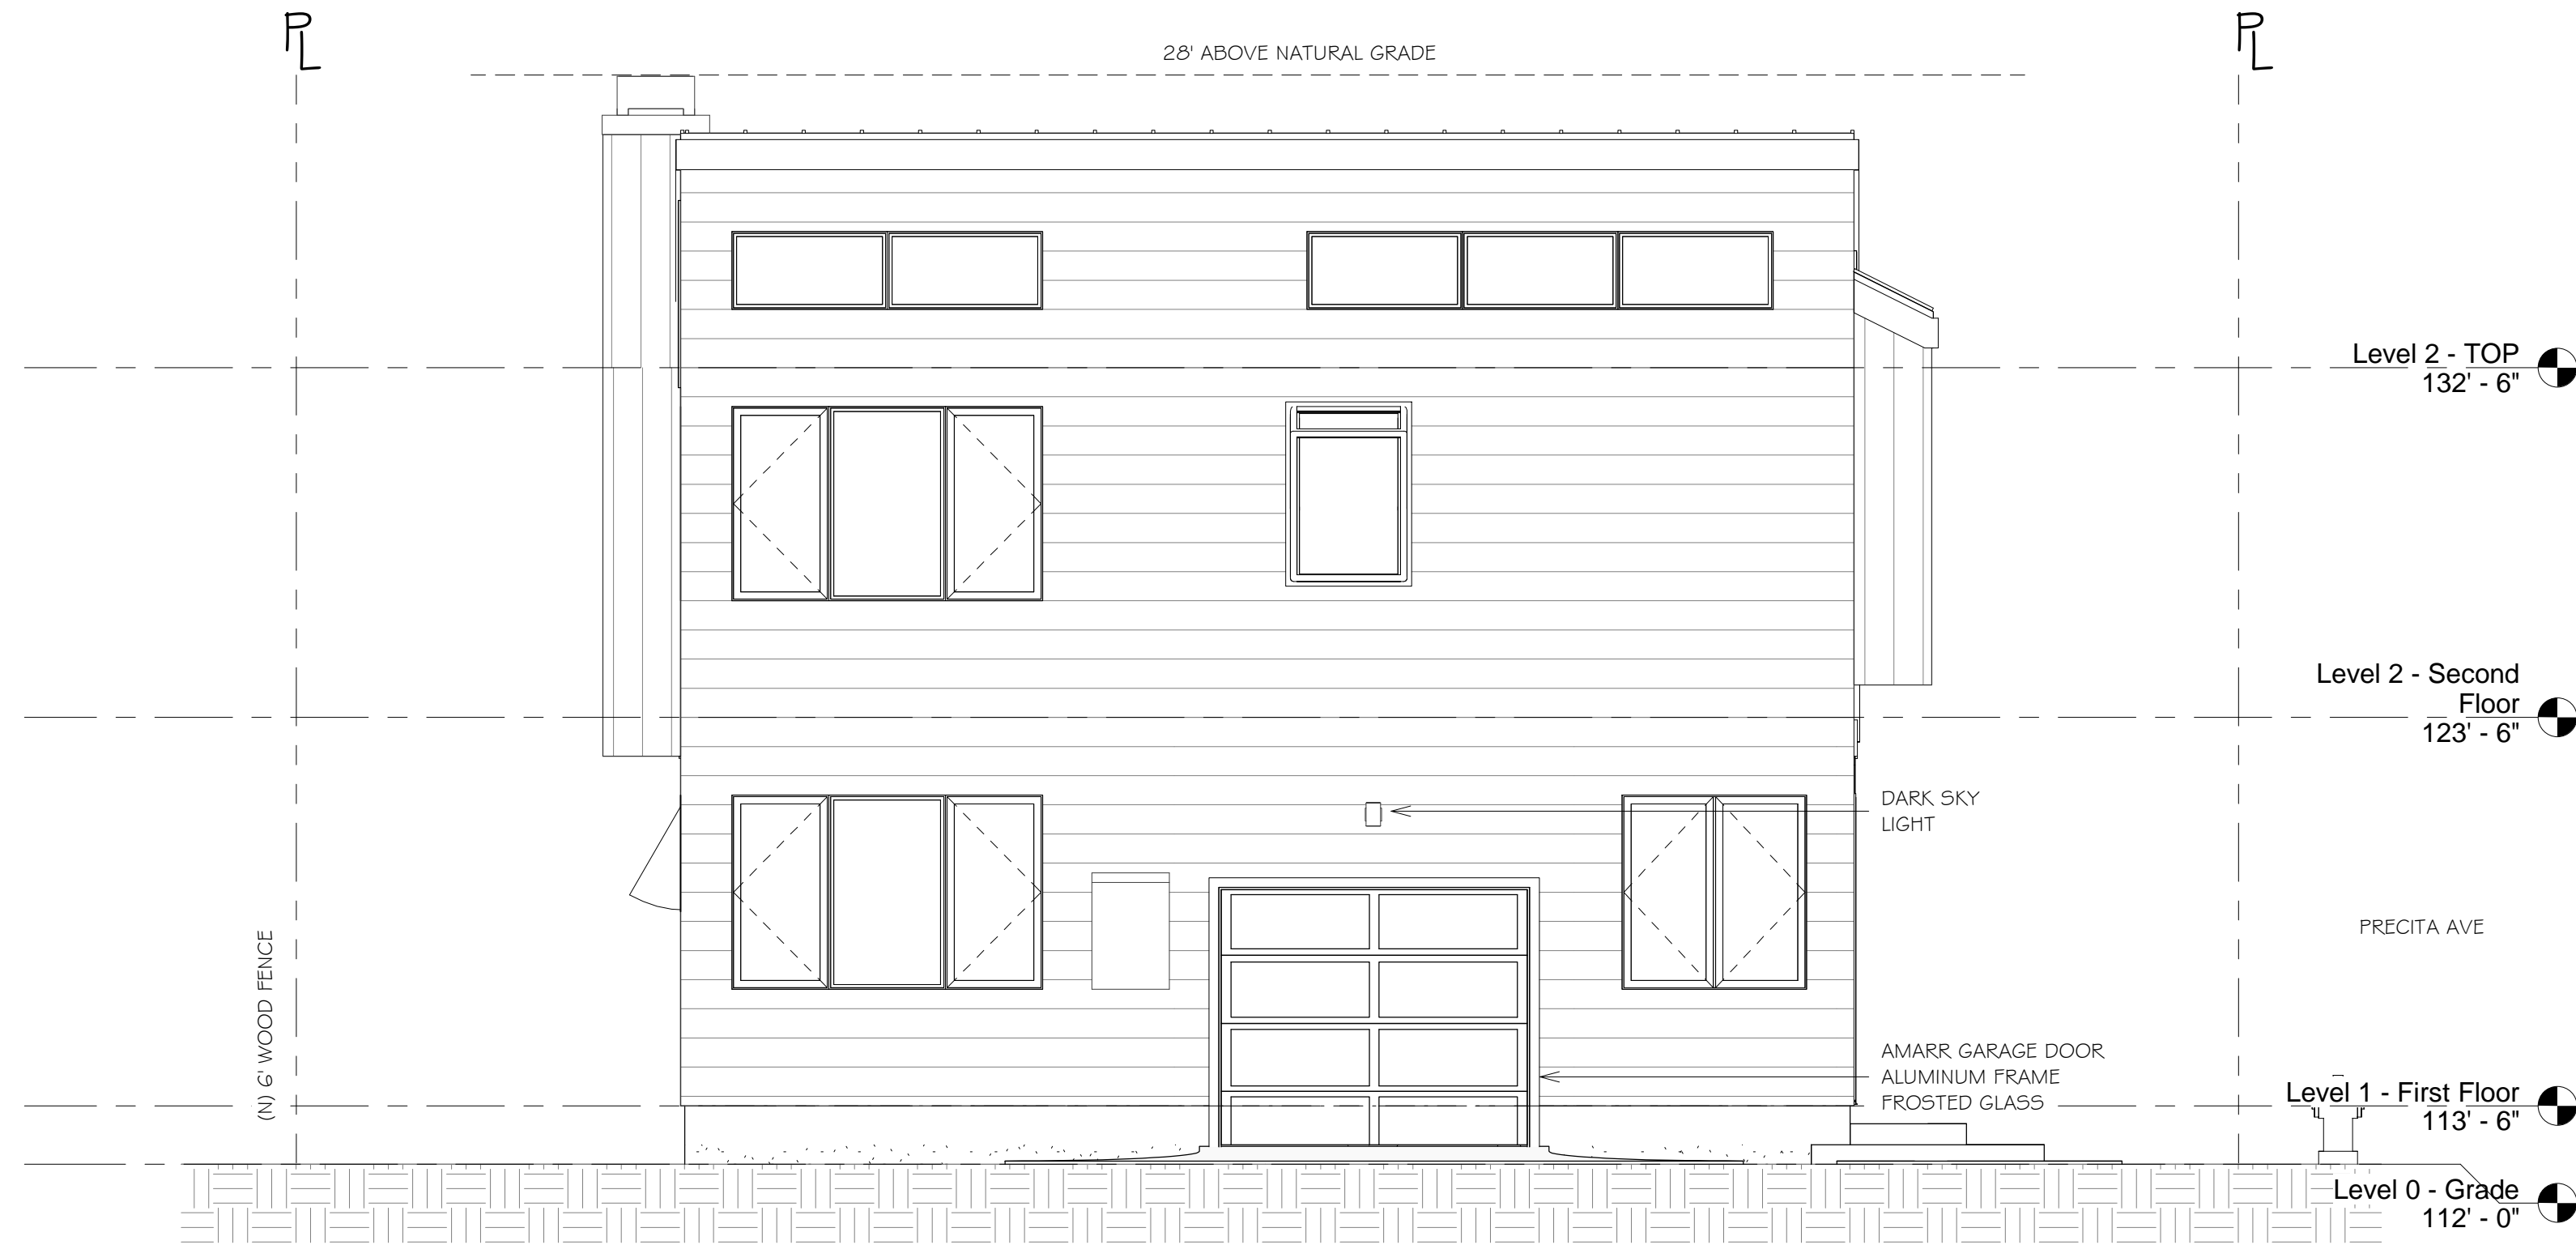 PL
PL
28' ABOVE NATURAL GRADE
Level 2 - TOP
132' - 6"
Level 2 - Second
Floor
123' - 6"
DARK SKY
LIGHT
PRECITA AVE
(N) 6' WOOD FENCE
AMARR GARAGE DOOR
ALUMINUM FRAME
FROSTED GLASS
Level 1 - First Floor
113' - 6"
Level 0 - Grade
112' - 0"